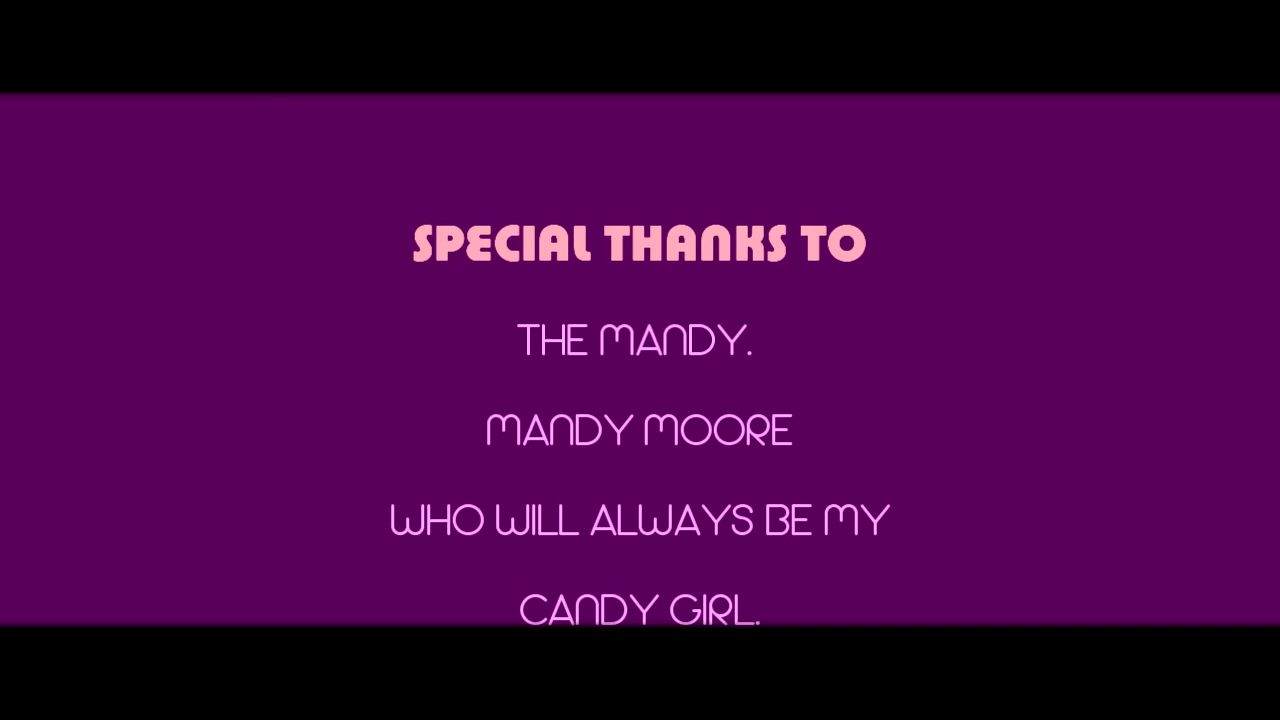 SPECIAL THANKS TO
THE MANDY.
MANDY MOORE
WHO WILL ALWAYS BE MY
CANDY GIRL.